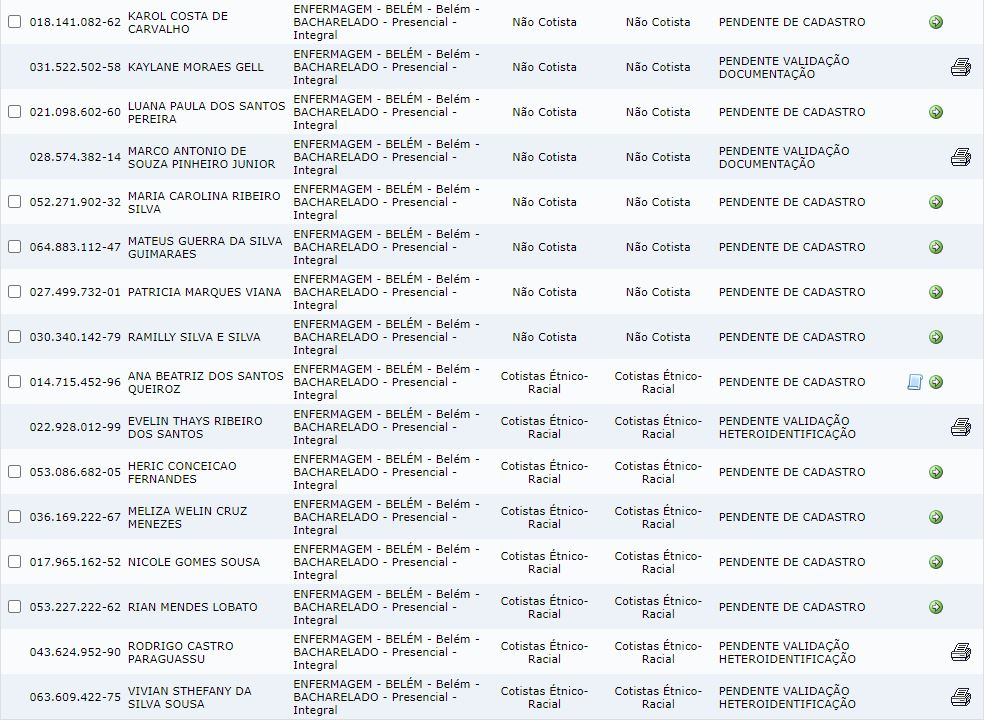 018.141.082-62 KAROL COSTA DE CARVALHO ENFERMAGEM - BELÉM - Belém - BACHARELADO - Presencial - Integral Não Cotista Não Cotista PENDENTE DE CADASTRO
031.522.502-58 KAYLANE MORAES GELL ENFERMAGEM - BELÉM - Belém - BACHARELADO - Presencial - Integral Não Cotista Não Cotista PENDENTE VALIDAÇÃO DOCUMENTAÇÃO
021.098.602-60 LUANA PAULA DOS SANTOS PEREIRA ENFERMAGEM - BELÉM - Belém - BACHARELADO - Presencial - Integral Não Cotista Não Cotista PENDENTE DE CADASTRO
028.574.382-14 MARCO ANTONIO DE SOUZA PINHEIRO JUNIOR ENFERMAGEM - BELÉM - Belém - BACHARELADO - Presencial - Integral Não Cotista Não Cotista PENDENTE VALIDAÇÃO DOCUMENTAÇÃO
052.271.902-32 MARIA CAROLINA RIBEIRO SILVA ENFERMAGEM - BELÉM - Belém - BACHARELADO - Presencial - Integral Não Cotista Não Cotista PENDENTE DE CADASTRO
064.883.112-47 MATEUS GUERRA DA SILVA GUIMARAES ENFERMAGEM - BELÉM - Belém - BACHARELADO - Presencial - Integral Não Cotista Não Cotista PENDENTE DE CADASTRO
027.499.732-01 PATRICIA MARQUES VIANA ENFERMAGEM - BELÉM - Belém - BACHARELADO - Presencial - Integral Não Cotista Não Cotista PENDENTE DE CADASTRO
030.340.142-79 RAMILLY SILVA E SILVA ENFERMAGEM - BELÉM - Belém - BACHARELADO - Presencial - Integral Não Cotista Não Cotista PENDENTE DE CADASTRO
014.715.452-96 ANA BEATRIZ DOS SANTOS QUEIROZ ENFERMAGEM - BELÉM - Belém - BACHARELADO - Presencial - Integral Cotistas Étnico-Racial Cotistas Étnico-Racial PENDENTE DE CADASTRO
022.928.012-99 EVELIN THAYS RIBEIRO DOS SANTOS ENFERMAGEM - BELÉM - Belém - BACHARELADO - Presencial - Integral Cotistas Étnico-Racial Cotistas Étnico-Racial PENDENTE VALIDAÇÃO HETEROIDENTIFICAÇÃO
053.086.682-05 HERIC CONCEICAO FERNANDES ENFERMAGEM - BELÉM - Belém - BACHARELADO - Presencial - Integral Cotistas Étnico-Racial Cotistas Étnico-Racial PENDENTE DE CADASTRO
036.169.222-67 MELIZA WELIN CRUZ MENEZES ENFERMAGEM - BELÉM - Belém - BACHARELADO - Presencial - Integral Cotistas Étnico-Racial Cotistas Étnico-Racial PENDENTE DE CADASTRO
017.965.162-52 NICOLE GOMES SOUSA ENFERMAGEM - BELÉM - Belém - BACHARELADO - Presencial - Integral Cotistas Étnico-Racial Cotistas Étnico-Racial PENDENTE DE CADASTRO
053.227.222-62 RIAN MENDES LOBATO ENFERMAGEM - BELÉM - Belém - BACHARELADO - Presencial - Integral Cotistas Étnico-Racial Cotistas Étnico-Racial PENDENTE DE CADASTRO
043.624.952-90 RODRIGO CASTRO PARAGUASSU ENFERMAGEM - BELÉM - Belém - BACHARELADO - Presencial - Integral Cotistas Étnico-Racial Cotistas Étnico-Racial PENDENTE VALIDAÇÃO HETEROIDENTIFICAÇÃO
063.609.422-75 VIVIAN STHEFANY DA SILVA SOUSA ENFERMAGEM - BELÉM - Belém - BACHARELADO - Presencial - Integral Cotistas Étnico-Racial Cotistas Étnico-Racial PENDENTE VALIDAÇÃO HETEROIDENTIFICAÇÃO